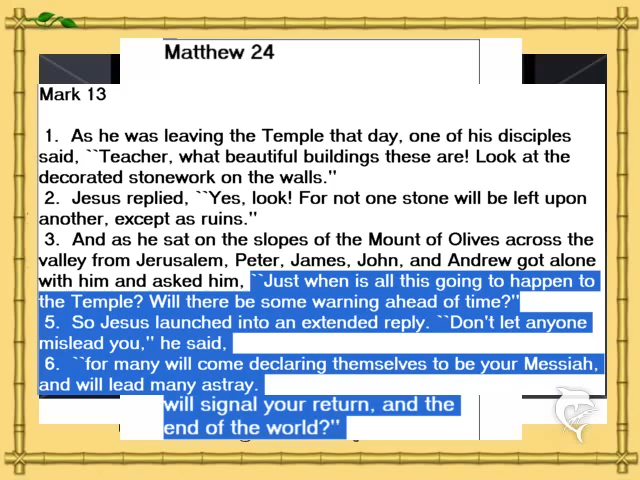 Matthew 24
Mark 13
1. As he was leaving the Temple that day, one of his disciples
said, ``Teacher, what beautiful buildings these are! Look at the
decorated stonework on the walls.''
2. Jesus replied, ``Yes, look! For not one stone will be left upon
another, except as ruins.''
3. And as he sat on the slopes of the Mount of Olives across the
valley from Jerusalem, Peter, James, John, and Andrew got alone
with him and asked him, ``Just when is all this going to happen to
the Temple? Will there be some warning ahead of time?''
5. So Jesus launched into an extended reply. ``Don't let anyone
mislead you,'' he said,
6. ``for many will come declaring themselves to be your Messiah,
and will lead many astray.
will signal your return, and the
end of the world?''